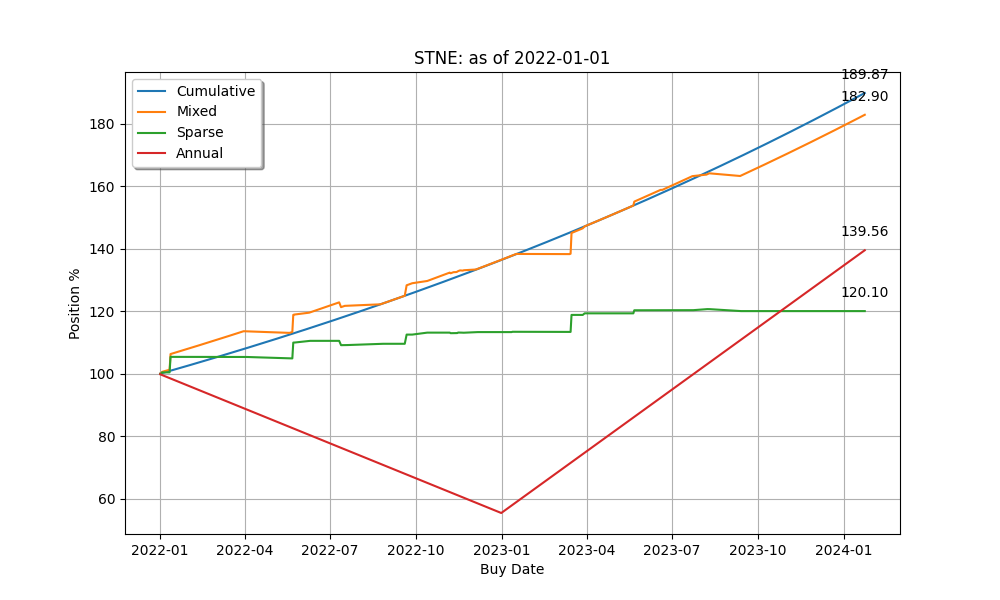 STNE: as of 2022-01-01
189.87
182.90
139.56
120.10
Cumulative
Mixed
Sparse
Annual
Position %
180
160
140
120
100
80
60
2022-01 2022-04 2022-07 2022-10 2023-01 2023-04 2023-07 2023-10 2024-01
Buy Date